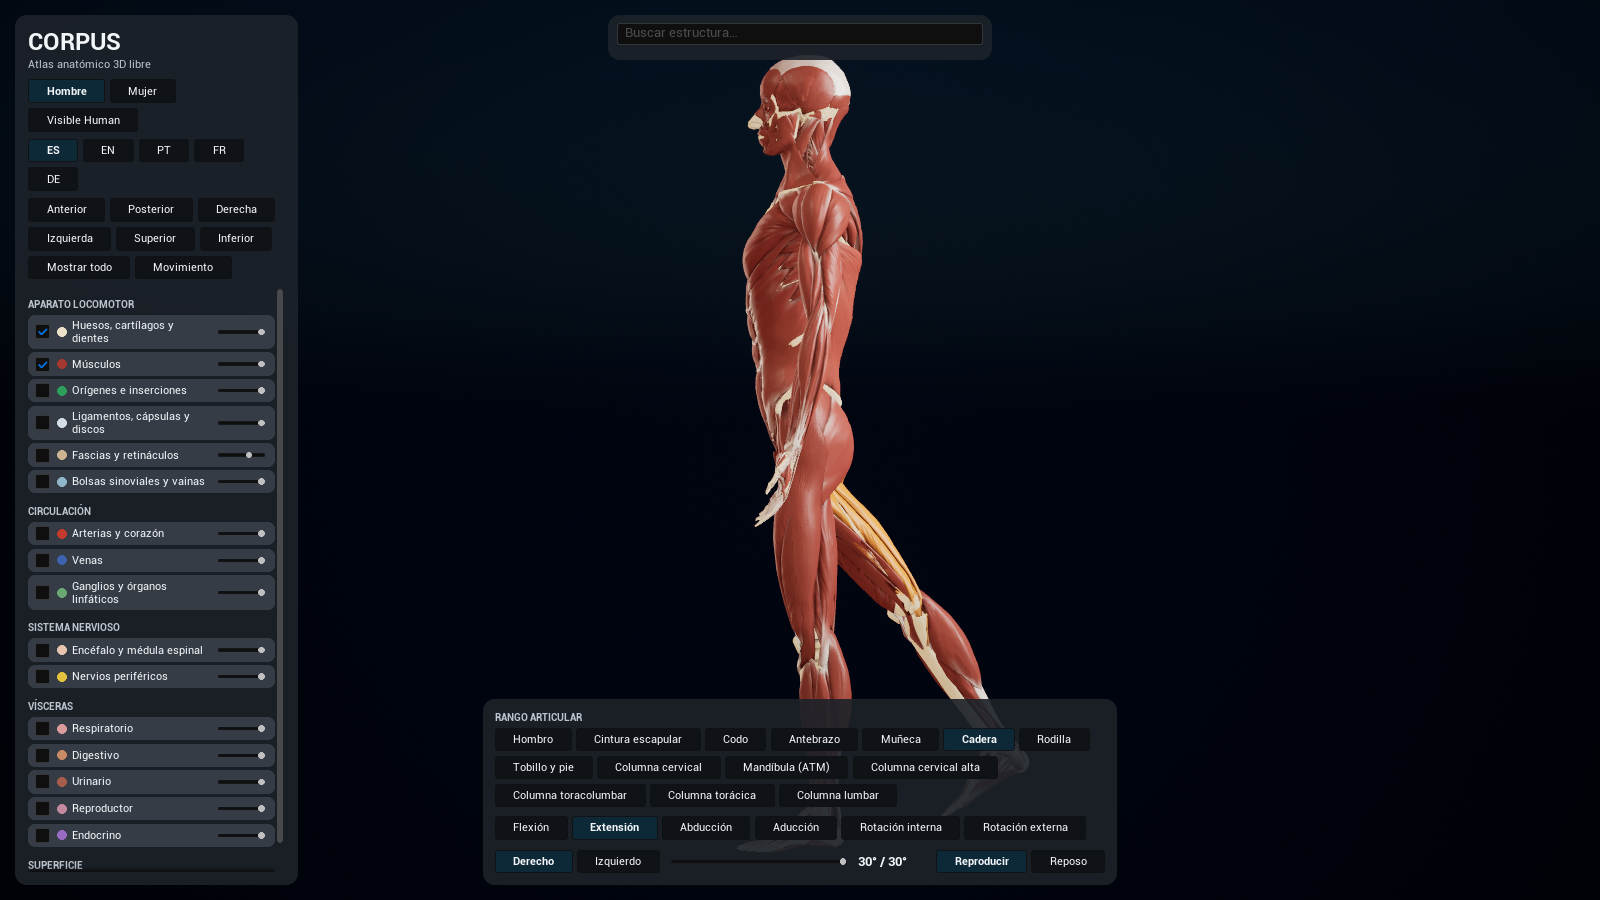 CORPUS
Atlas anatómico 3D libre
Hombre Mujer
Visible Human
ES EN PT FR
DE
Anterior Posterior Derecha
Izquierda Superior Inferior
Mostrar todo Movimiento
APARATO LOCOMOTOR
Huesos, cartílagos y
dientes
Músculos
Orígenes e inserciones
Ligamentos, cápsulas y
discos
Fascias y retináculos
Bolsas sinoviales y vainas
CIRCULACIÓN
Arterias y corazón
Venas
Ganglios y órganos
linfáticos
SISTEMA NERVIOSO
Encéfalo y médula espinal
Nervios periféricos
VÍSCERAS
Respiratorio
Digestivo
Urinario
Reproductor
Endocrino
SUPERFICIE
Buscar estructura...
RANGO ARTICULAR
Hombro Cintura escapular Codo Antebrazo Muñeca Cadera Rodilla
Tobillo y pie Columna cervical Mandíbula (ATM) Columna cervical alta
Columna toracolumbar Columna torácica Columna lumbar
Flexión Extensión Abducción Aducción Rotación interna Rotación externa
Derecho Izquierdo 30° / 30° Reproducir Reposo